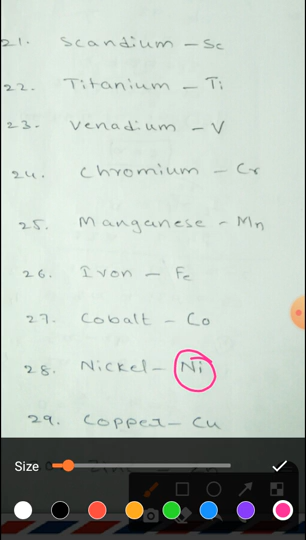 21. Scandium - Sc
22. Titanium - Ti
23. Venadium - V
24. Chromium - Cr
25. Manganese - Mn
26. Iron - Fe
27. Cobalt - Co
28. Nickel - Ni
29. Copper - Cu
Size